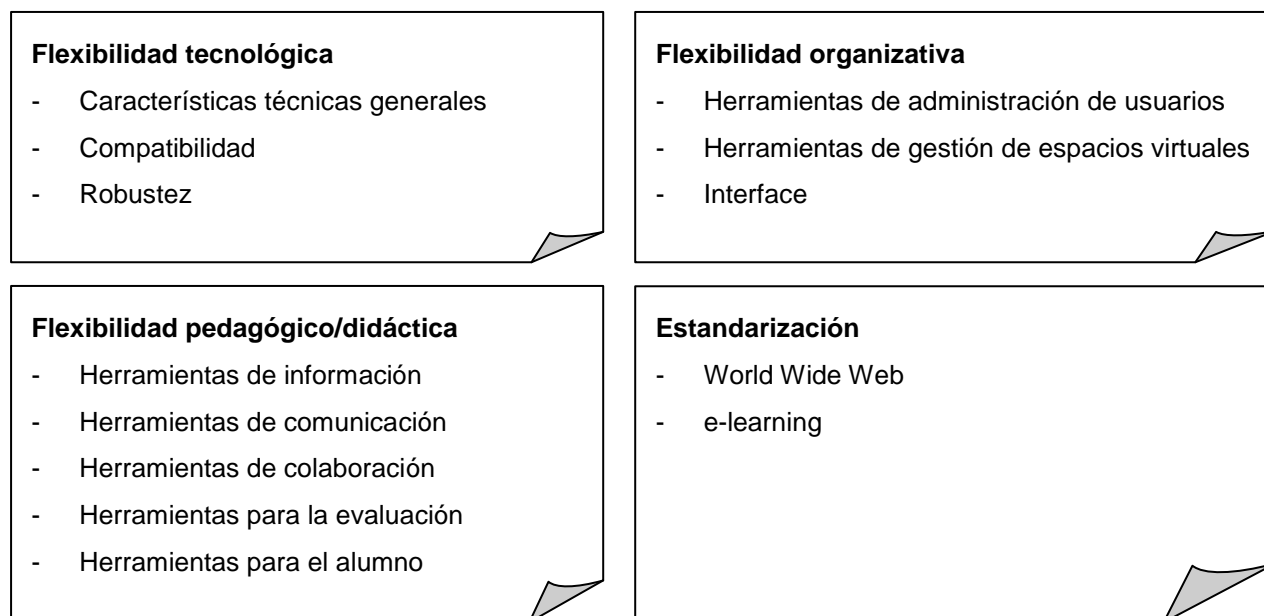 Flexibilidad tecnológica
- Características técnicas generales
- Compatibilidad
- Robustez
Flexibilidad organizativa
- Herramientas de administración de usuarios
- Herramientas de gestión de espacios virtuales
- Interface
Flexibilidad pedagógico/didáctica
- Herramientas de información
- Herramientas de comunicación
- Herramientas de colaboración
- Herramientas para la evaluación
- Herramientas para el alumno
Estandarización
- World Wide Web
- e-learning